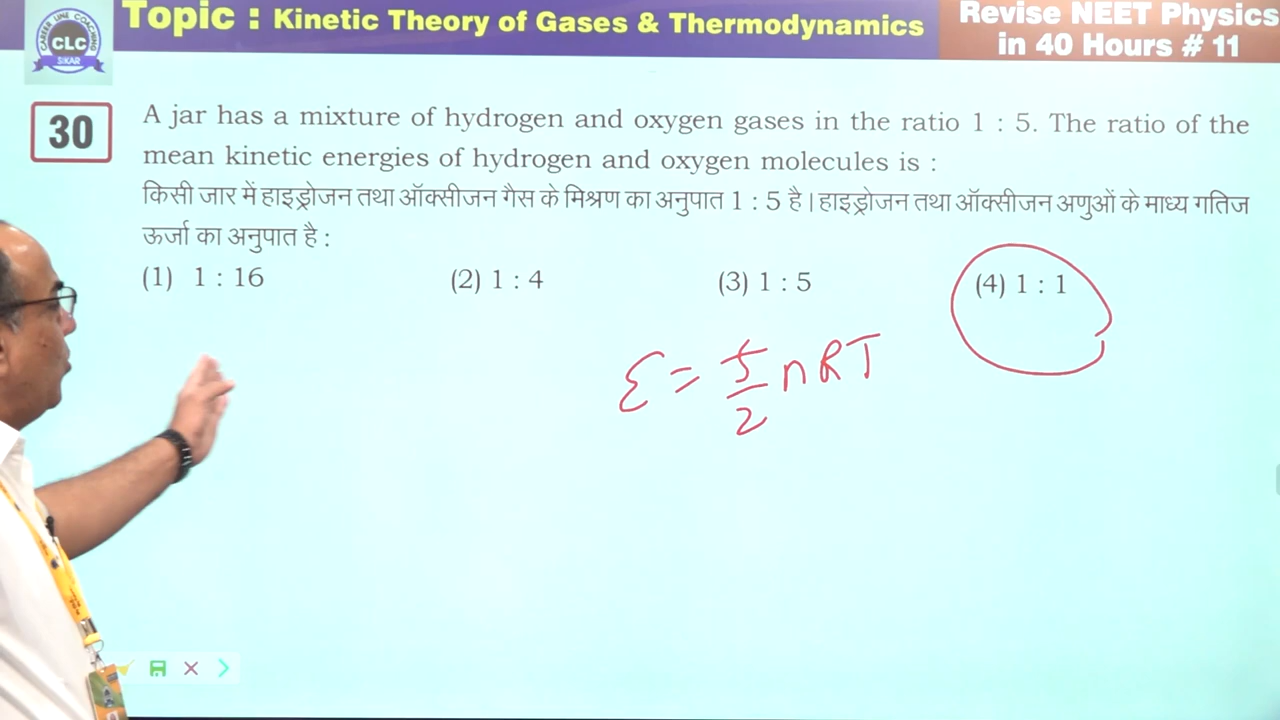 CAREER LINE COACHING
CLC
SIKAR
Topic : Kinetic Theory of Gases & Thermodynamics
Revise NEET Physics
in 40 Hours # 11
30
A jar has a mixture of hydrogen and oxygen gases in the ratio 1 : 5. The ratio of the
mean kinetic energies of hydrogen and oxygen molecules is :
किसी जार में हाइड्रोजन तथा ऑक्सीजन गैस के मिश्रण का अनुपात 1 : 5 है। हाइड्रोजन तथा ऑक्सीजन अणुओं के माध्य गतिज
ऊर्जा का अनुपात है :
(1) 1 : 16 (2) 1 : 4 (3) 1 : 5 (4) 1 : 1
E = 5/2 nRT